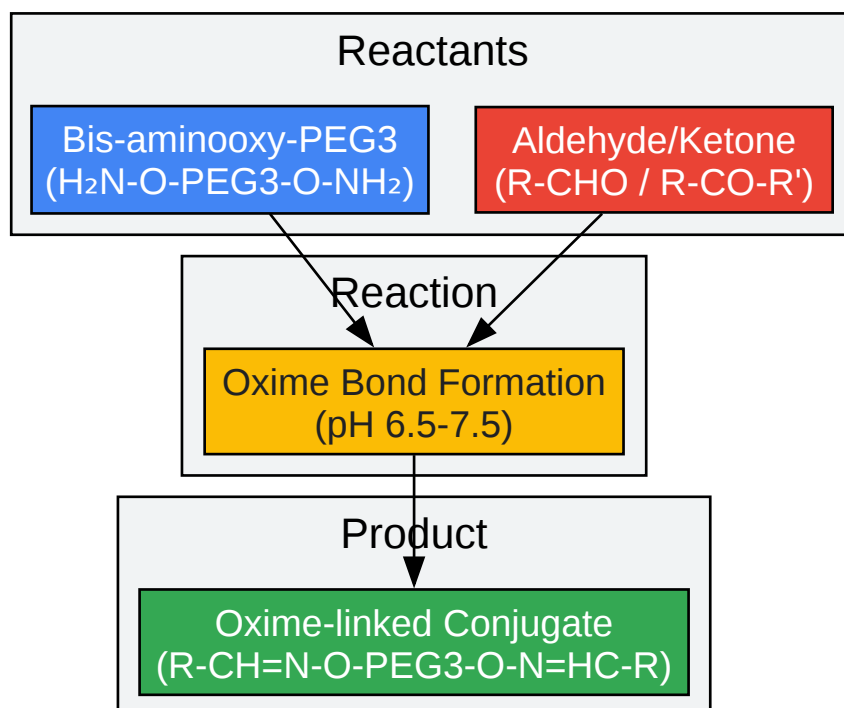 Reactants
Bis-aminooxy-PEG3
(H₂N-O-PEG3-O-NH₂)
Aldehyde/Ketone
(R-CHO / R-CO-R')
Reaction
Oxime Bond Formation
(pH 6.5-7.5)
Product
Oxime-linked Conjugate
(R-CH=N-O-PEG3-O-N=HC-R)